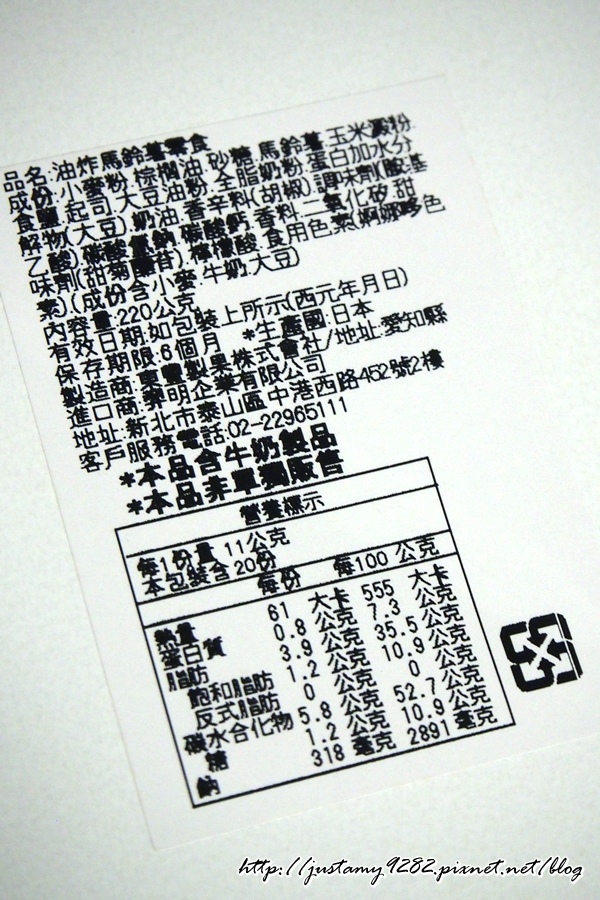 品名:油炸馬鈴薯零食
成份:小麥粉.棕櫚油.砂糖.馬鈴薯.玉米澱粉.
食鹽.起司.大豆油粉.全脂奶粉.蛋白加水分
解物(大豆).奶油.香辛料(胡椒).調味劑(胺基
乙酸).碳酸氫鈉.碳酸鈣.香料.二氧化矽.甜
味劑(甜菊醣苷).檸檬酸.食用色素(婀娜多色
素)(成份含小麥.牛奶.大豆)
內容量:220公克
有效日期:如包裝上所示(西元年月日)
保存期限:6個月 *生產國:日本
製造商:東豐製果株式會社/地址:愛知縣
進口商:黎明企業有限公司
地址:新北市泰山區中港西路452號2樓
客戶服務電話:02-22965111
*本品含牛奶製品
*本品非單獨販售
營養標示
每1份量 11公克
本包裝含 20份
每份 每100 公克
熱量 61 大卡 555 大卡
蛋白質 0.8 公克 7.3 公克
脂肪 3.9 公克 35.5 公克
飽和脂肪 1.2 公克 10.9 公克
反式脂肪 0 公克 0 公克
碳水合化物 5.8 公克 52.7 公克
糖 1.2 公克 10.9 公克
鈉 318 毫克 2891 毫克
http://justamy9282.pixnet.net/blog